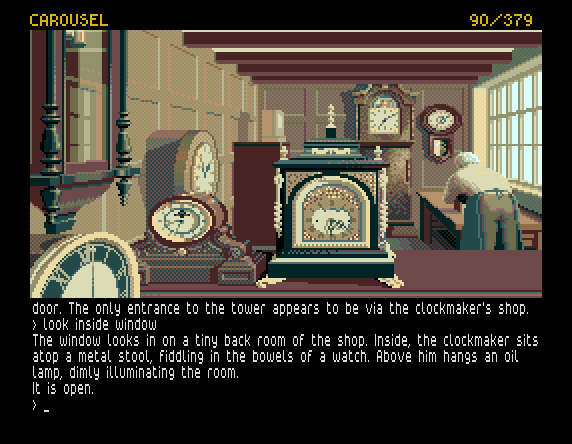 CAROUSEL 90/379
door. The only entrance to the tower appears to be via the clockmaker's shop.
> look inside window
The window looks in on a tiny back room of the shop. Inside, the clockmaker sits
atop a metal stool, fiddling in the bowels of a watch. Above him hangs an oil
lamp, dimly illuminating the room.
It is open.
> _